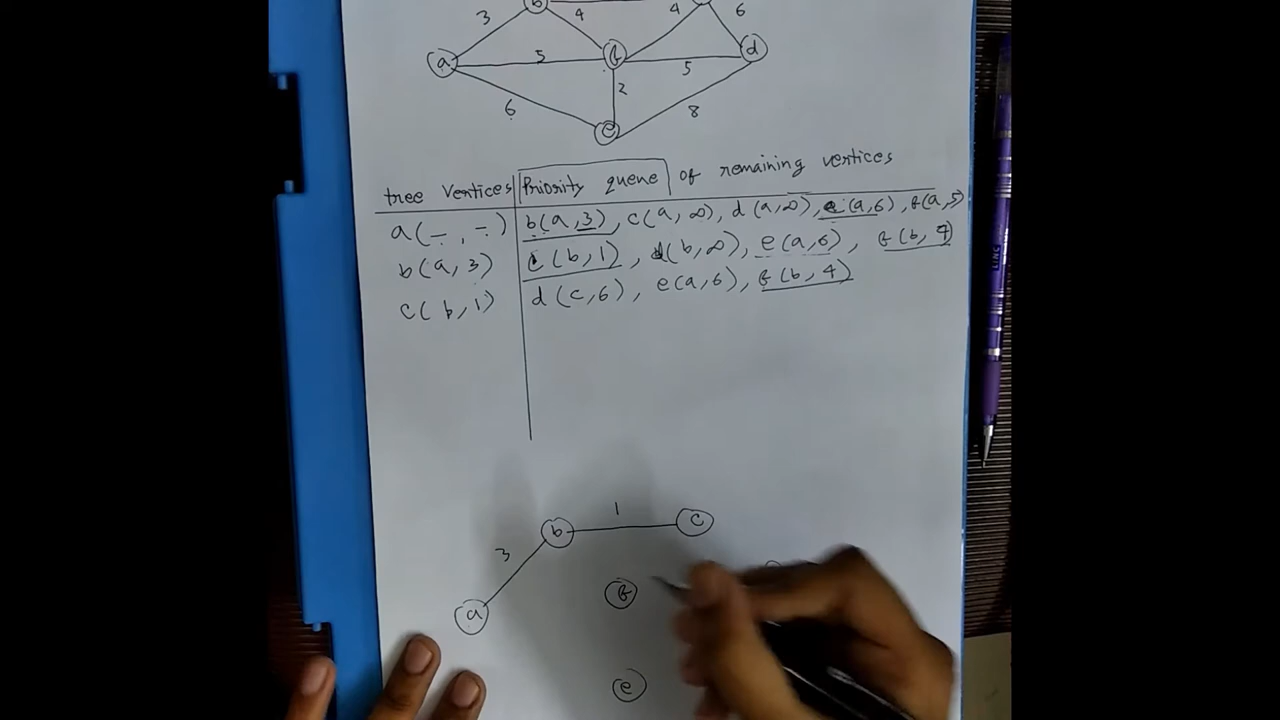 b
3
4
4
6
a
5
f
5
d
2
6
8
e
tree vertices Priority queue of remaining vertices
a(-, -) b(a, 3), c(a, ∞), d(a, ∞), e(a, 6), f(a, 5)
b(a, 3) c(b, 1), d(b, ∞), e(a, 6), f(b, 4)
c(b, 1) d(c, 6), e(a, 6), f(b, 4)
1
b
c
3
f
a
e
LINC